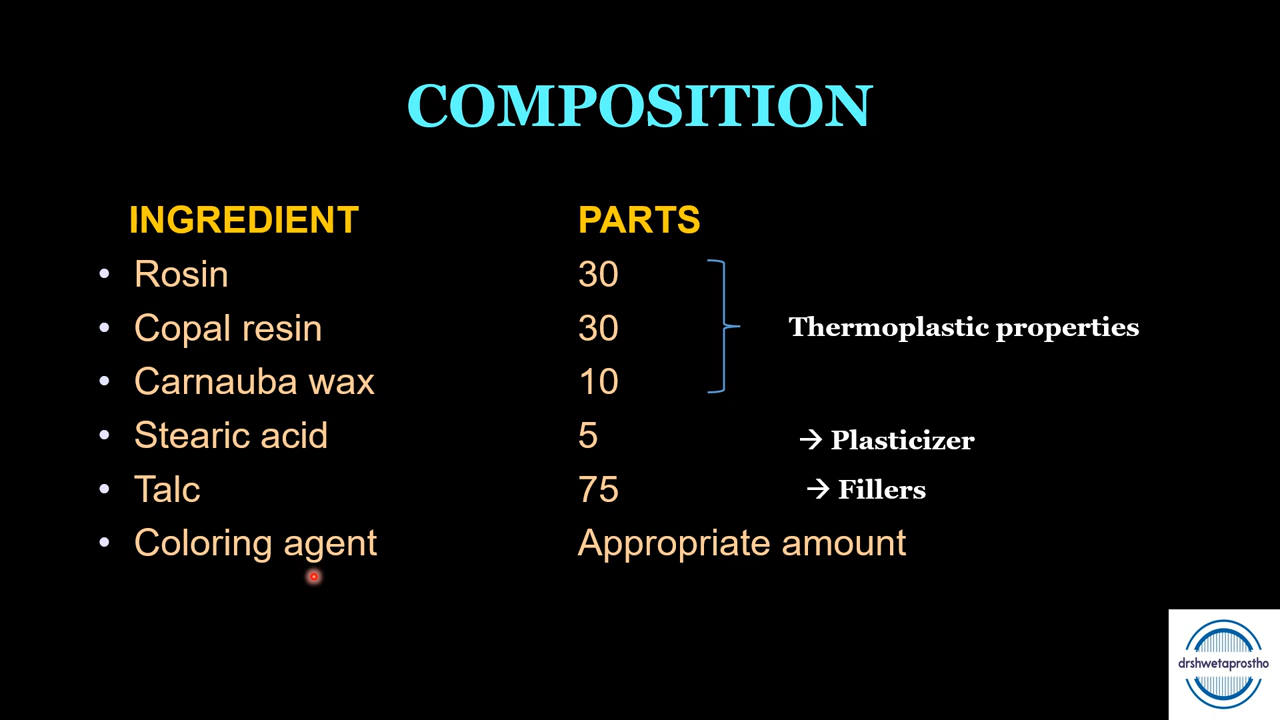 COMPOSITION
INGREDIENT PARTS
• Rosin 30
• Copal resin 30 Thermoplastic properties
• Carnauba wax 10
• Stearic acid 5 → Plasticizer
• Talc 75 → Fillers
• Coloring agent Appropriate amount
drshwetaprostho